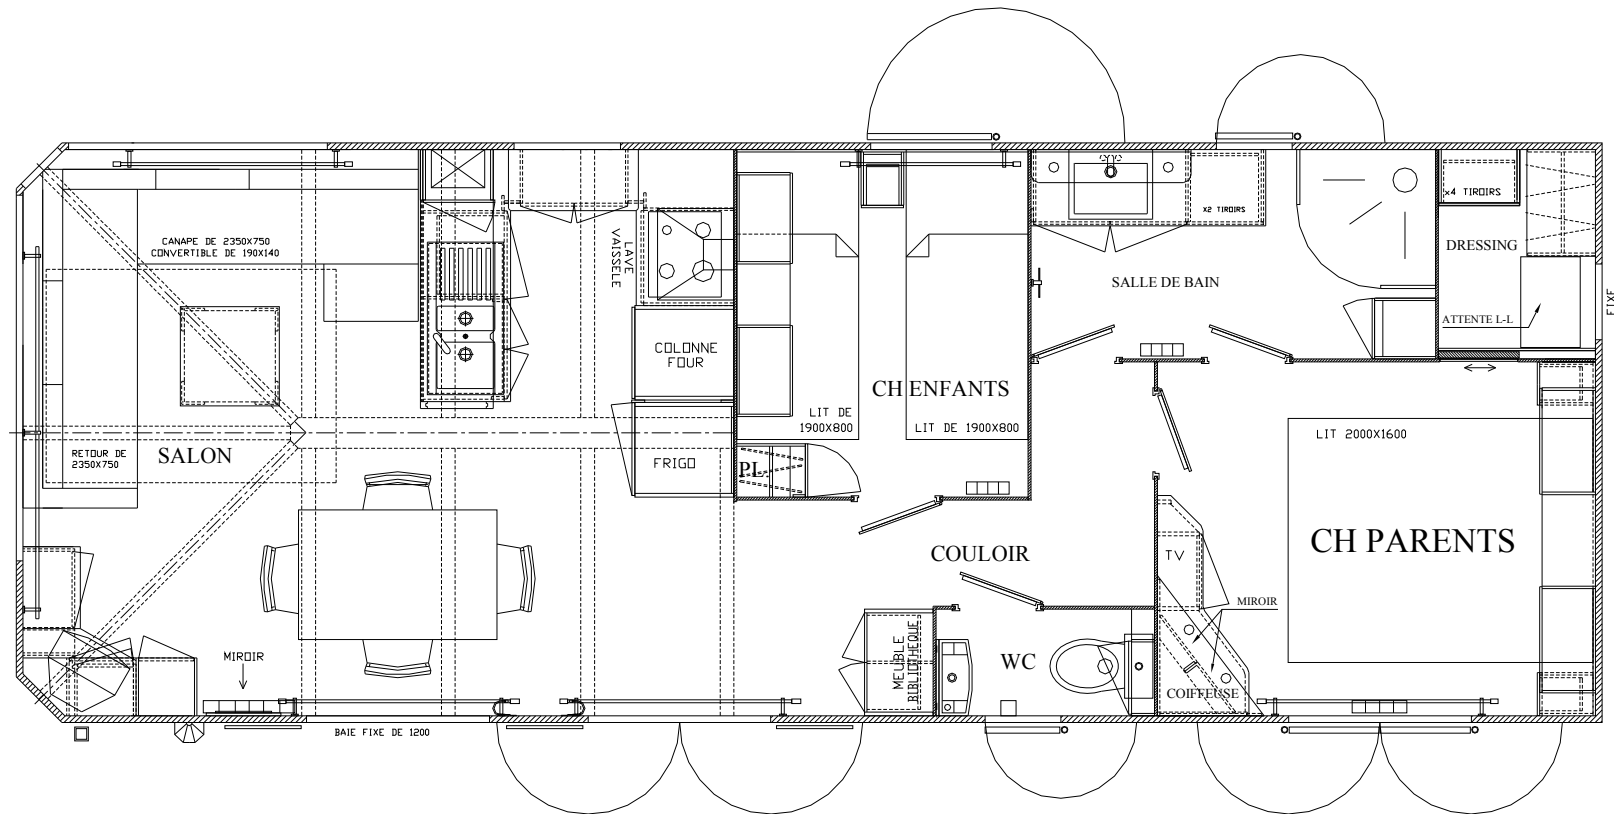 CANAPE DE 2350X750
CONVERTIBLE DE 190X140
RETOUR DE
2350X750
SALON
MIROIR
BAIE FIXE DE 1200
LAVE
VAISSELE
COLONNE
FOUR
FRIGO
PL.
CH ENFANTS
LIT DE
1900X800
LIT DE 1900X800
COULOIR
MEUBLE
BIBLIOTHEQUE
WC
X2 TIROIRS
SALLE DE BAIN
x4 TIROIRS
DRESSING
ATTENTE L-L
FIXE
LIT 2000X1600
CH PARENTS
TV
MIROIR
COIFFEUSE